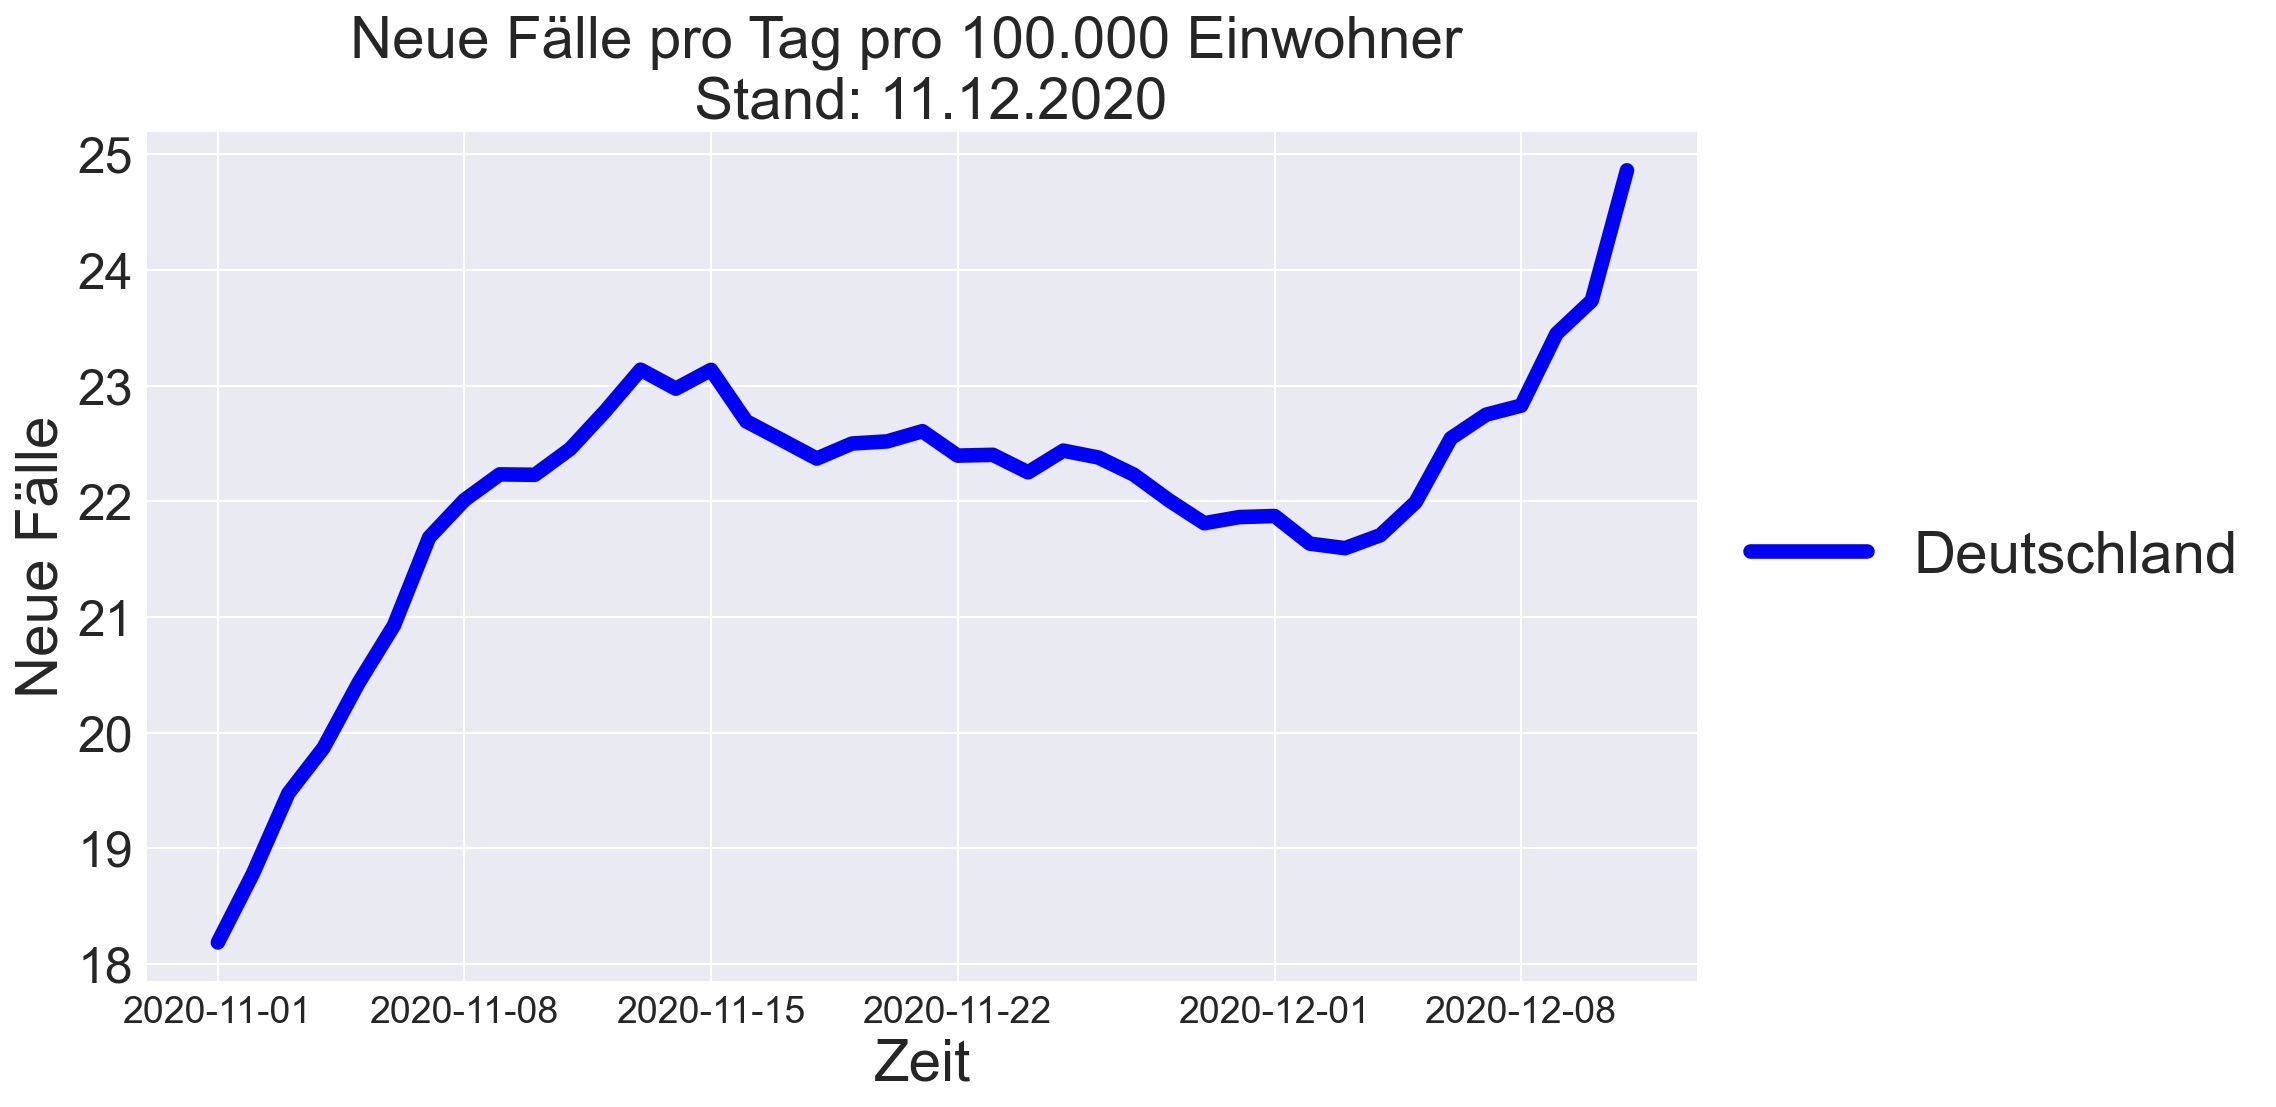 Neue Fälle pro Tag pro 100.000 Einwohner
Stand: 11.12.2020
25
24
23
22
21
20
19
18
Neue Fälle
2020-11-01
2020-11-08
2020-11-15
2020-11-22
2020-12-01
2020-12-08
Zeit
Deutschland